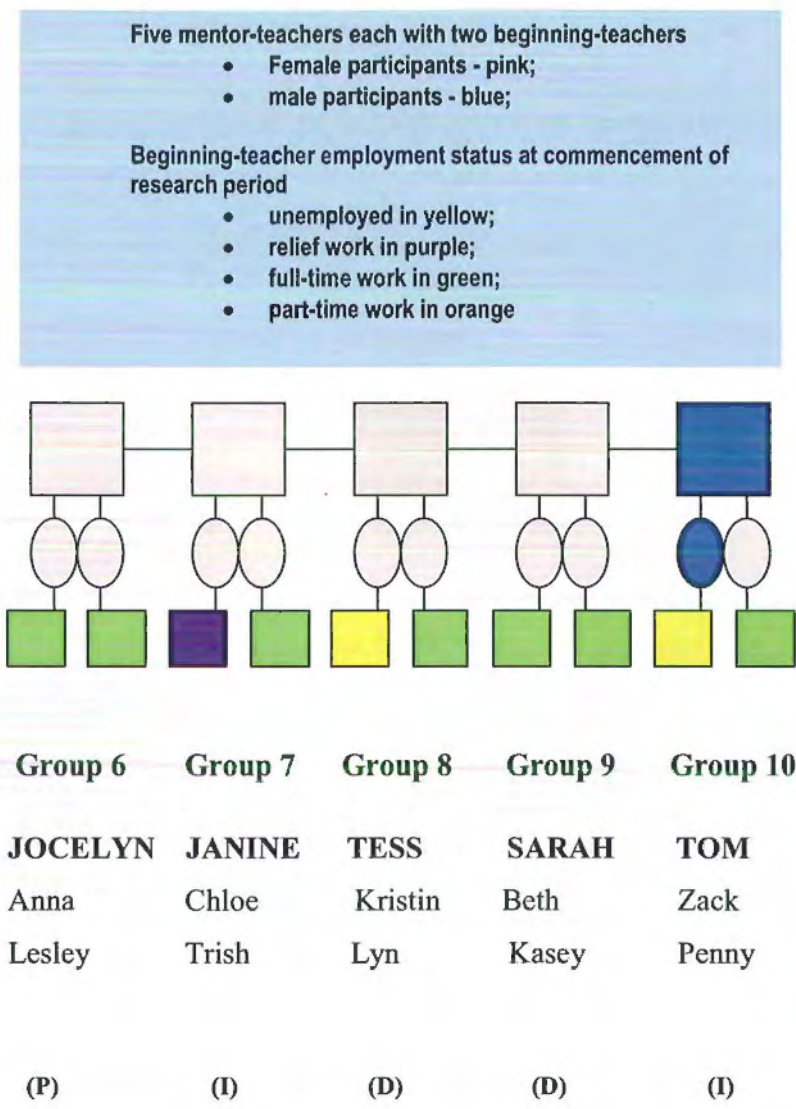 Five mentor-teachers each with two beginning-teachers
• Female participants - pink;
• male participants - blue;
Beginning-teacher employment status at commencement of
research period
• unemployed in yellow;
• relief work in purple;
• full-time work in green;
• part-time work in orange
Group 6 Group 7 Group 8 Group 9 Group 10
JOCELYN JANINE TESS SARAH TOM
Anna Chloe Kristin Beth Zack
Lesley Trish Lyn Kasey Penny
(P) (I) (D) (D) (I)